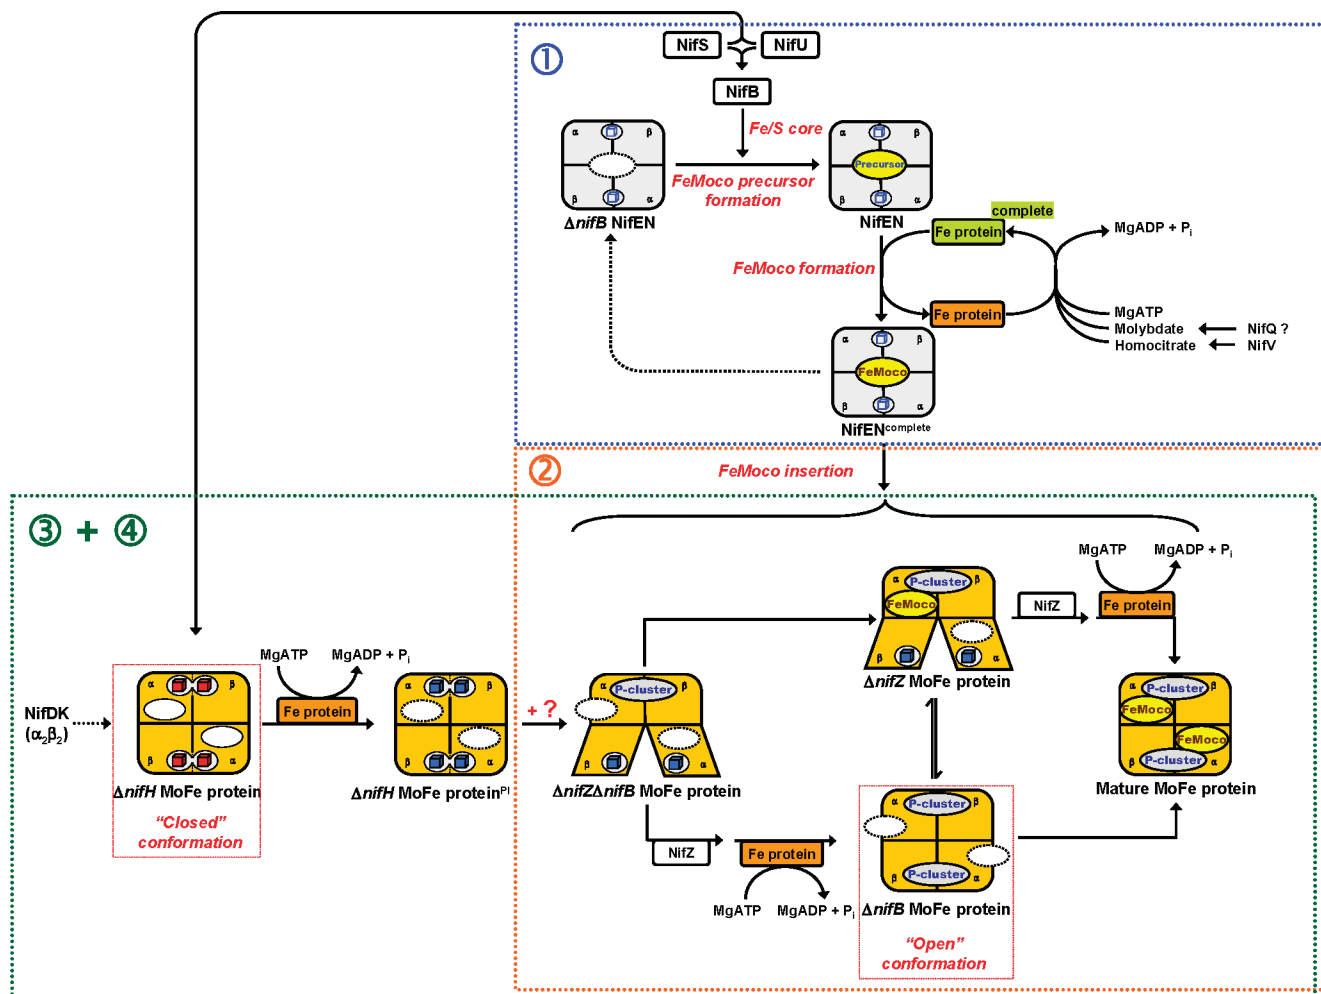 ①
NifS
NifU
NifB
Fe/S core
α
β
β
α
ΔnifB NifEN
FeMoco precursor
formation
α
β
Precursor
β
α
NifEN
complete
Fe protein
MgADP + Pi
FeMoco formation
Fe protein
MgATP
Molybdate
NifQ ?
Homocitrate
NifV
α
β
FeMoco
β
α
NifENcomplete
②
FeMoco insertion
③ + ④
MgATP
MgADP + Pi
α
P-cluster
β
FeMoco
NifZ
Fe protein
β
α
ΔnifZ MoFe protein
NifDK
(α2β2)
α
β
β
α
ΔnifH MoFe protein
"Closed"
conformation
MgATP
MgADP + Pi
Fe protein
α
β
β
α
ΔnifH MoFe proteinPI
+ ?
α
P-cluster
β
β
α
ΔnifZΔnifB MoFe protein
α
P-cluster
β
FeMoco
FeMoco
β
P-cluster
α
Mature MoFe protein
NifZ
Fe protein
MgATP
MgADP + Pi
α
P-cluster
β
β
P-cluster
α
ΔnifB MoFe protein
"Open"
conformation